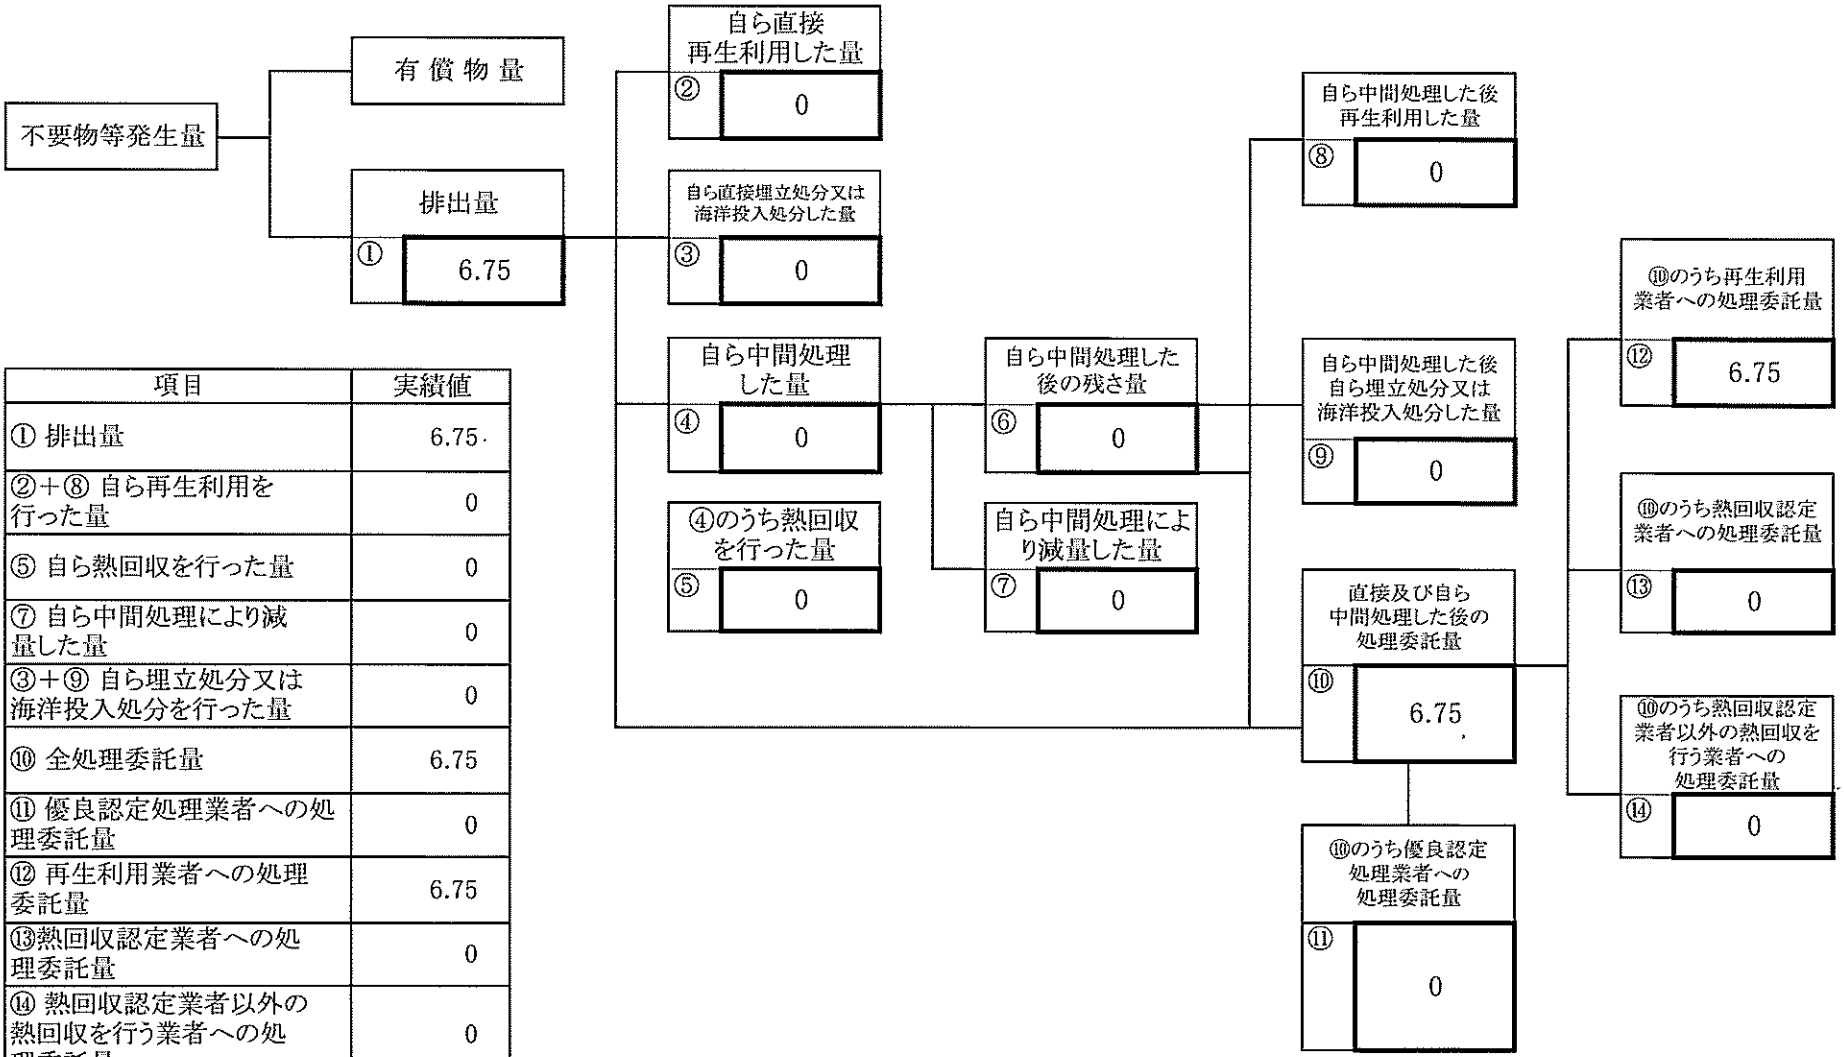 不要物等発生量
有 償 物 量
排出量
①
6.75
自ら直接
再生利用した量
②
0
自ら直接埋立処分又は
海洋投入処分した量
③
0
自ら中間処理
した量
④
0
④のうち熱回収
を行った量
⑤
0
自ら中間処理した
後の残さ量
⑥
0
自ら中間処理によ
り減量した量
⑦
0
自ら中間処理した後
再生利用した量
⑧
0
自ら中間処理した後
自ら埋立処分又は
海洋投入処分した量
⑨
0
直接及び自ら
中間処理した後の
処理委託量
⑩
6.75
⑩のうち優良認定
処理業者への
処理委託量
⑪
0
⑩のうち再生利用
業者への処理委託量
⑫
6.75
⑩のうち熱回収認定
業者への処理委託量
⑬
0
⑩のうち熱回収認定
業者以外の熱回収を
行う業者への
処理委託量
⑭
0
項目 実績値
① 排出量 6.75
②+⑧ 自ら再生利用を
行った量 0
⑤ 自ら熱回収を行った量 0
⑦ 自ら中間処理により減
量した量 0
③+⑨ 自ら埋立処分又は
海洋投入処分を行った量 0
⑩ 全処理委託量 6.75
⑪ 優良認定処理業者への処
理委託量 0
⑫ 再生利用業者への処理
委託量 6.75
⑬熱回収認定業者への処
理委託量 0
⑭ 熱回収認定業者以外の
熱回収を行う業者への処 0